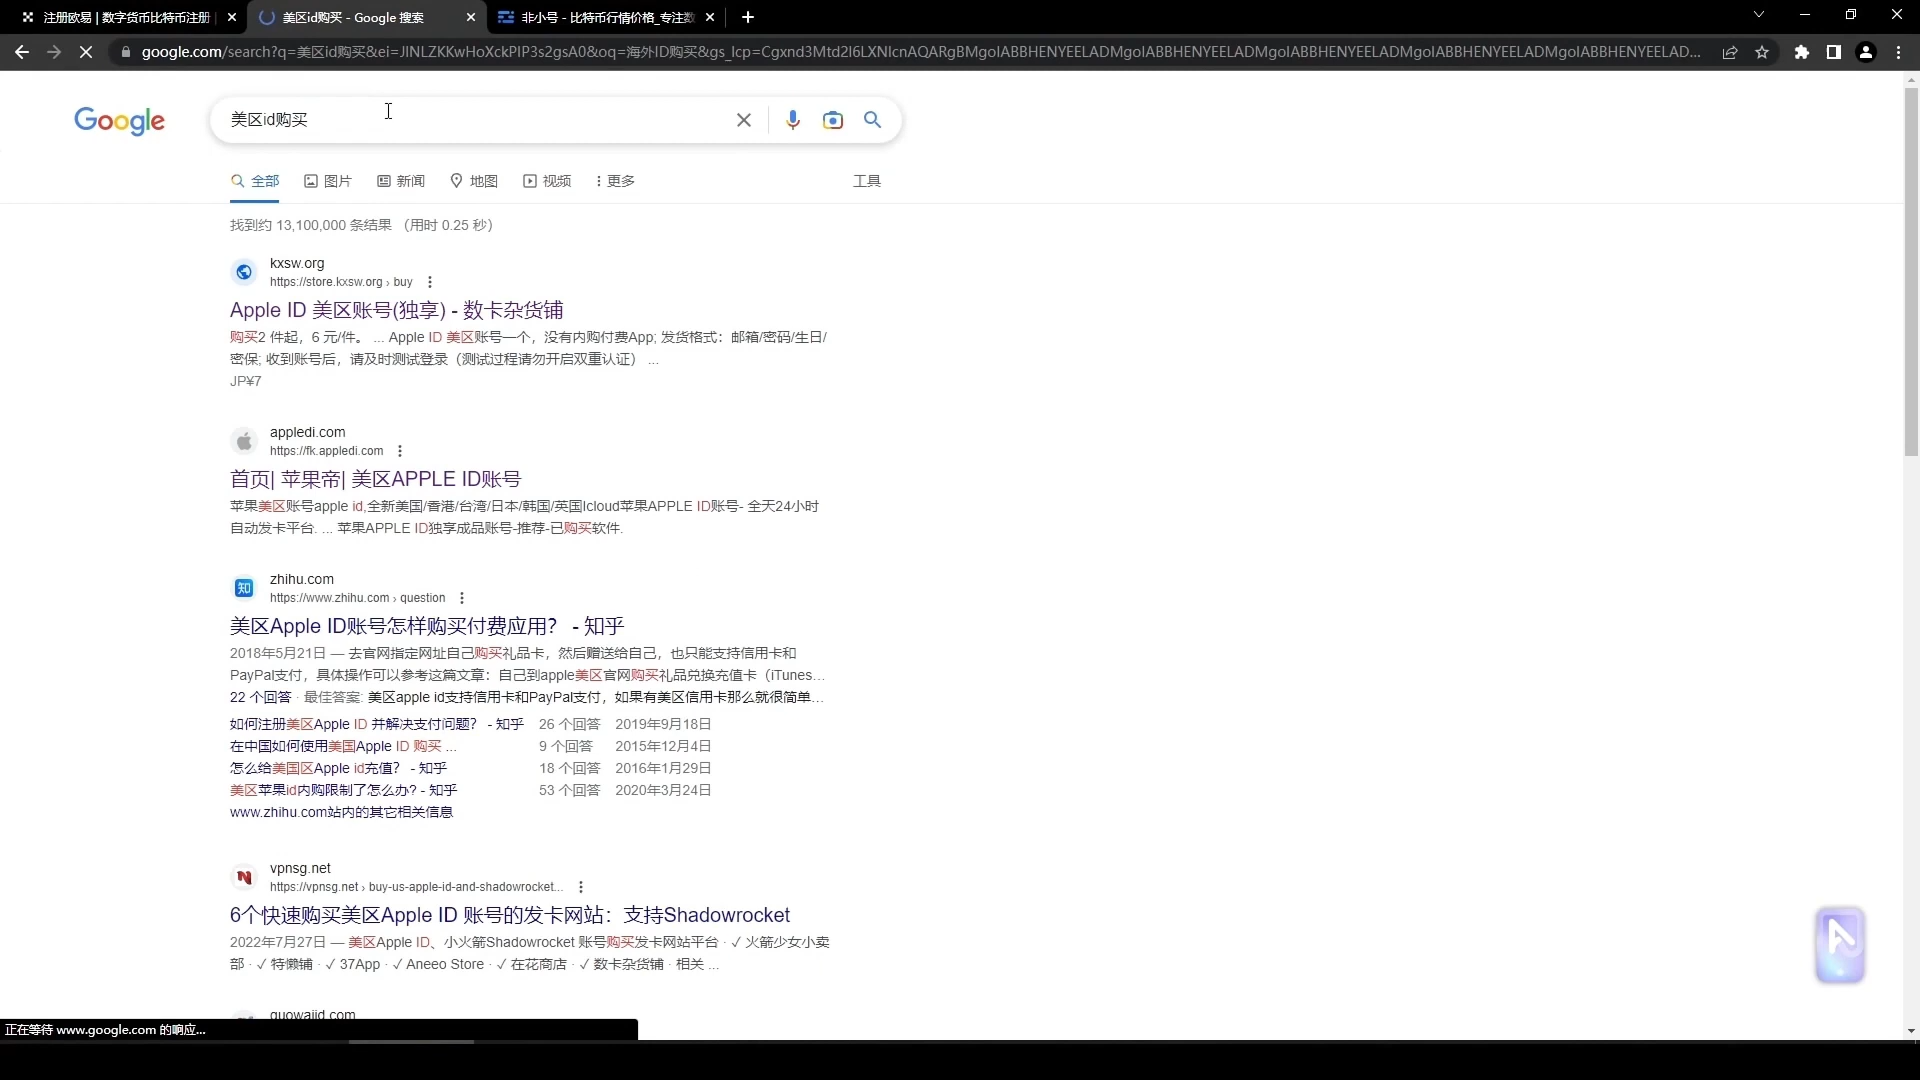 注册欧易 | 数字货币比特币注册
美区id购买 - Google 搜索
非小号 - 比特币行情价格_专注数
google.com/search?q=美区id购买&ei=JINLZKKwHoXckPIP3s2gsA0&oq=海外ID购买&gs_lcp=Cgxnd3Mtd2l6LXNlcnAQARgBMgoIABBHENYEELADMgoIABBHENYEELADMgoIABBHENYEELADMgoIABBHENYEELADMgoIABBHENYEELAD...
Google
美区id购买
全部 图片 新闻 地图 视频 更多 工具
找到约 13,100,000 条结果 （用时 0.25 秒）
kxsw.org
https://store.kxsw.org › buy
Apple ID 美区账号(独享) - 数卡杂货铺
购买2 件起，6 元/件。 ... Apple ID 美区账号一个，没有内购付费App; 发货格式：邮箱/密码/生日/
密保; 收到账号后，请及时测试登录（测试过程请勿开启双重认证） ...
JP¥7
appledi.com
https://fk.appledi.com
首页| 苹果帝| 美区APPLE ID账号
苹果美区账号apple id,全新美国/香港/台湾/日本/韩国/英国Icloud苹果APPLE ID账号- 全天24小时
自动发卡平台. ... 苹果APPLE ID独享成品账号-推荐-已购买软件.
知
zhihu.com
https://www.zhihu.com › question
美区Apple ID账号怎样购买付费应用？ - 知乎
2018年5月21日 — 去官网指定网址自己购买礼品卡，然后赠送给自己，也只能支持信用卡和
PayPal支付，具体操作可以参考这篇文章：自己到apple美区官网购买礼品兑换充值卡（iTunes...
22 个回答 · 最佳答案: 美区apple id支持信用卡和PayPal支付，如果有美区信用卡那么就很简单...
如何注册美区Apple ID 并解决支付问题？ - 知乎 26 个回答 2019年9月18日
在中国如何使用美国Apple ID 购买 ... 9 个回答 2015年12月4日
怎么给美国区Apple id充值？ - 知乎 18 个回答 2016年1月29日
美区苹果id内购限制了怎么办? - 知乎 53 个回答 2020年3月24日
www.zhihu.com站内的其它相关信息
vpnsg.net
https://vpnsg.net › buy-us-apple-id-and-shadowrocket...
6个快速购买美区Apple ID 账号的发卡网站：支持Shadowrocket
2022年7月27日 — 美区Apple ID、小火箭Shadowrocket 账号购买发卡网站平台 · ✓ 火箭少女小卖
部 · ✓ 特懒铺 · ✓ 37App · ✓ Aneeo Store · ✓ 在花商店 · ✓ 数卡杂货铺 · 相关 ...
guowaiid.com
正在等待 www.google.com 的响应...